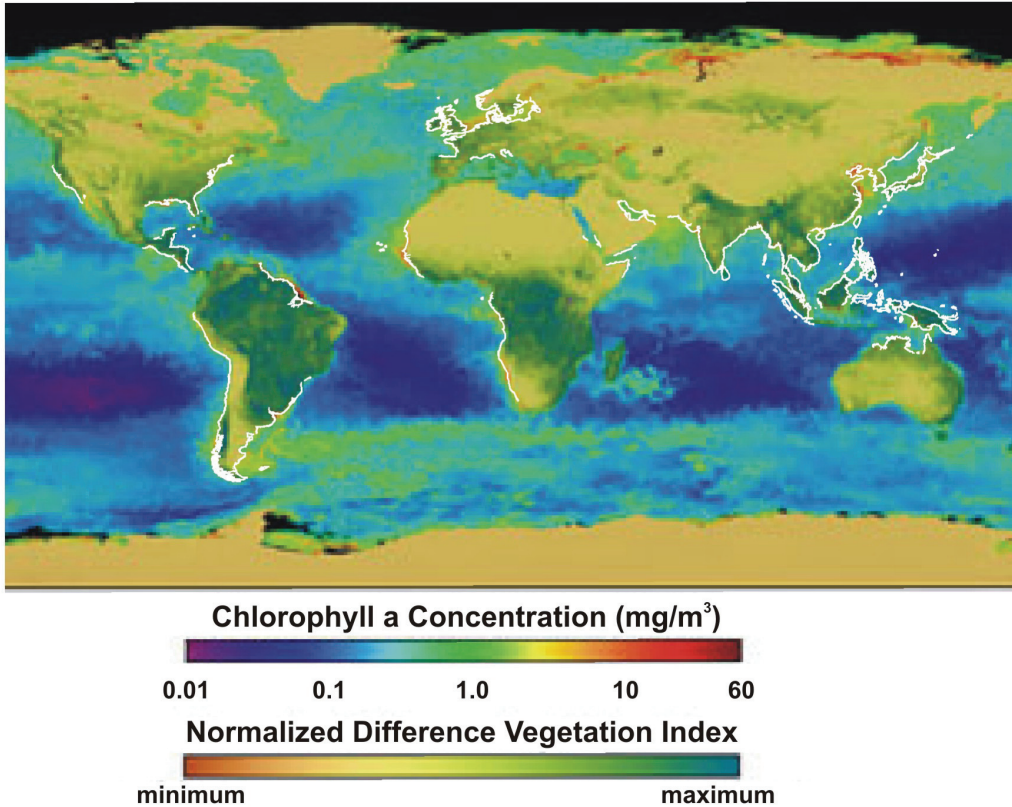 Chlorophyll a Concentration (mg/m³)
0.01 0.1 1.0 10 60
Normalized Difference Vegetation Index
minimum maximum